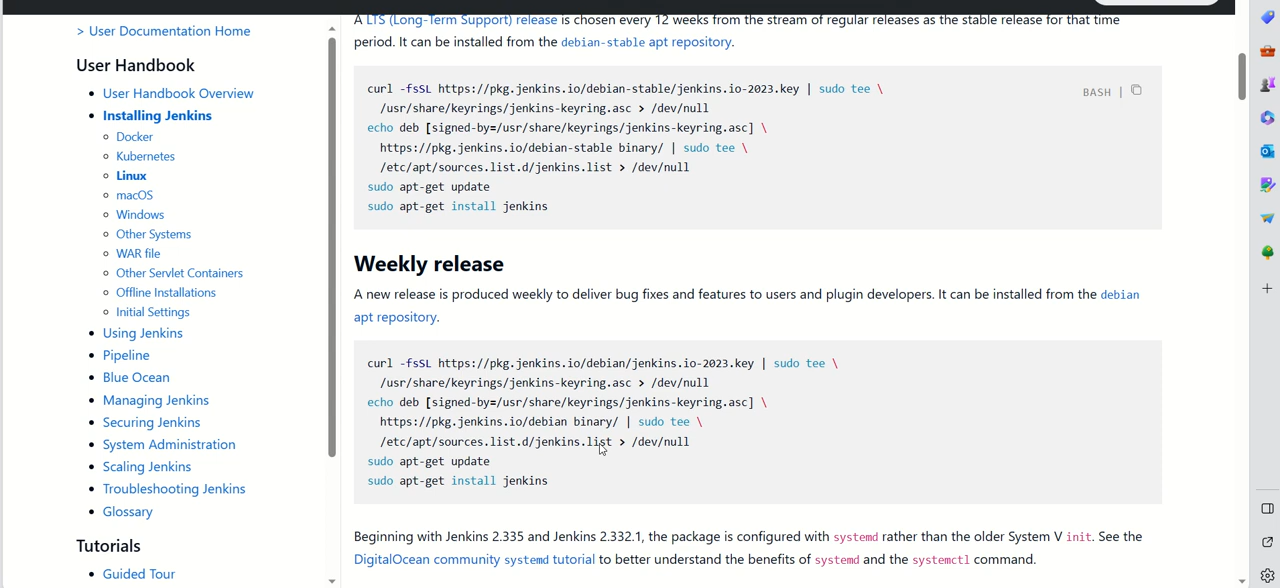 > User Documentation Home
User Handbook
User Handbook Overview
Installing Jenkins
Docker
Kubernetes
Linux
macOS
Windows
Other Systems
WAR file
Other Servlet Containers
Offline Installations
Initial Settings
Using Jenkins
Pipeline
Blue Ocean
Managing Jenkins
Securing Jenkins
System Administration
Scaling Jenkins
Troubleshooting Jenkins
Glossary
Tutorials
Guided Tour
A LTS (Long-Term Support) release is chosen every 12 weeks from the stream of regular releases as the stable release for that time
period. It can be installed from the debian-stable apt repository.
BASH |
curl -fsSL https://pkg.jenkins.io/debian-stable/jenkins.io-2023.key | sudo tee \
/usr/share/keyrings/jenkins-keyring.asc > /dev/null
echo deb [signed-by=/usr/share/keyrings/jenkins-keyring.asc] \
https://pkg.jenkins.io/debian-stable binary/ | sudo tee \
/etc/apt/sources.list.d/jenkins.list > /dev/null
sudo apt-get update
sudo apt-get install jenkins
Weekly release
A new release is produced weekly to deliver bug fixes and features to users and plugin developers. It can be installed from the debian
apt repository.
curl -fsSL https://pkg.jenkins.io/debian/jenkins.io-2023.key | sudo tee \
/usr/share/keyrings/jenkins-keyring.asc > /dev/null
echo deb [signed-by=/usr/share/keyrings/jenkins-keyring.asc] \
https://pkg.jenkins.io/debian binary/ | sudo tee \
/etc/apt/sources.list.d/jenkins.list > /dev/null
sudo apt-get update
sudo apt-get install jenkins
Beginning with Jenkins 2.335 and Jenkins 2.332.1, the package is configured with systemd rather than the older System V init. See the
DigitalOcean community systemd tutorial to better understand the benefits of systemd and the systemctl command.